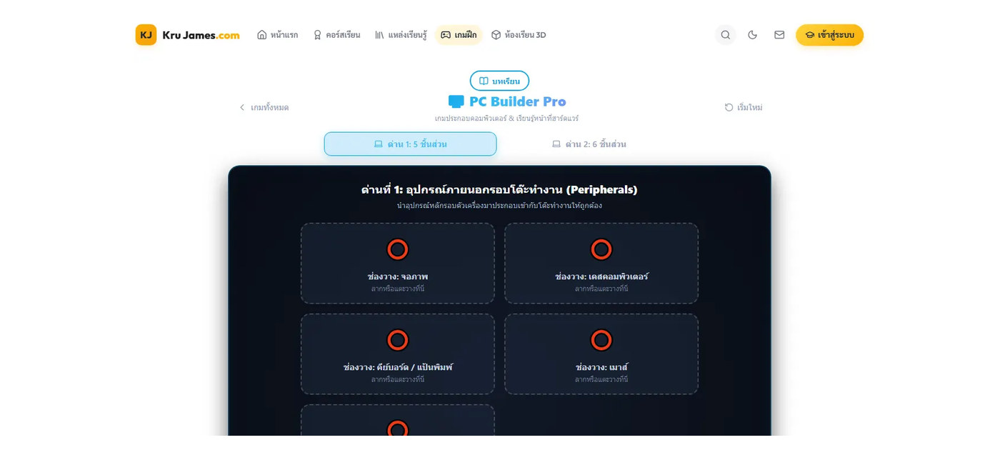 KJ Kru James.com หน้าแรก คอร์สเรียน แหล่งเรียนรู้ เกมฝึก ห้องเรียน 3D เข้าสู่ระบบ
บทเรียน
เกมทั้งหมด PC Builder Pro เริ่มใหม่
เกมประกอบคอมพิวเตอร์ & เรียนรู้หน้าที่ฮาร์ดแวร์
ด่าน 1: 5 ชิ้นส่วน ด่าน 2: 6 ชิ้นส่วน
ด่านที่ 1: อุปกรณ์ภายนอกรอบโต๊ะทำงาน (Peripherals)
นำอุปกรณ์หลักรอบตัวเครื่องมาประกอบเข้ากับโต๊ะทำงานให้ถูกต้อง
ช่องวาง: จอภาพ ช่องวาง: เคสคอมพิวเตอร์
ลากหรือแตะวางที่นี่ ลากหรือแตะวางที่นี่
ช่องวาง: คีย์บอร์ด / แป้นพิมพ์ ช่องวาง: เมาส์
ลากหรือแตะวางที่นี่ ลากหรือแตะวางที่นี่